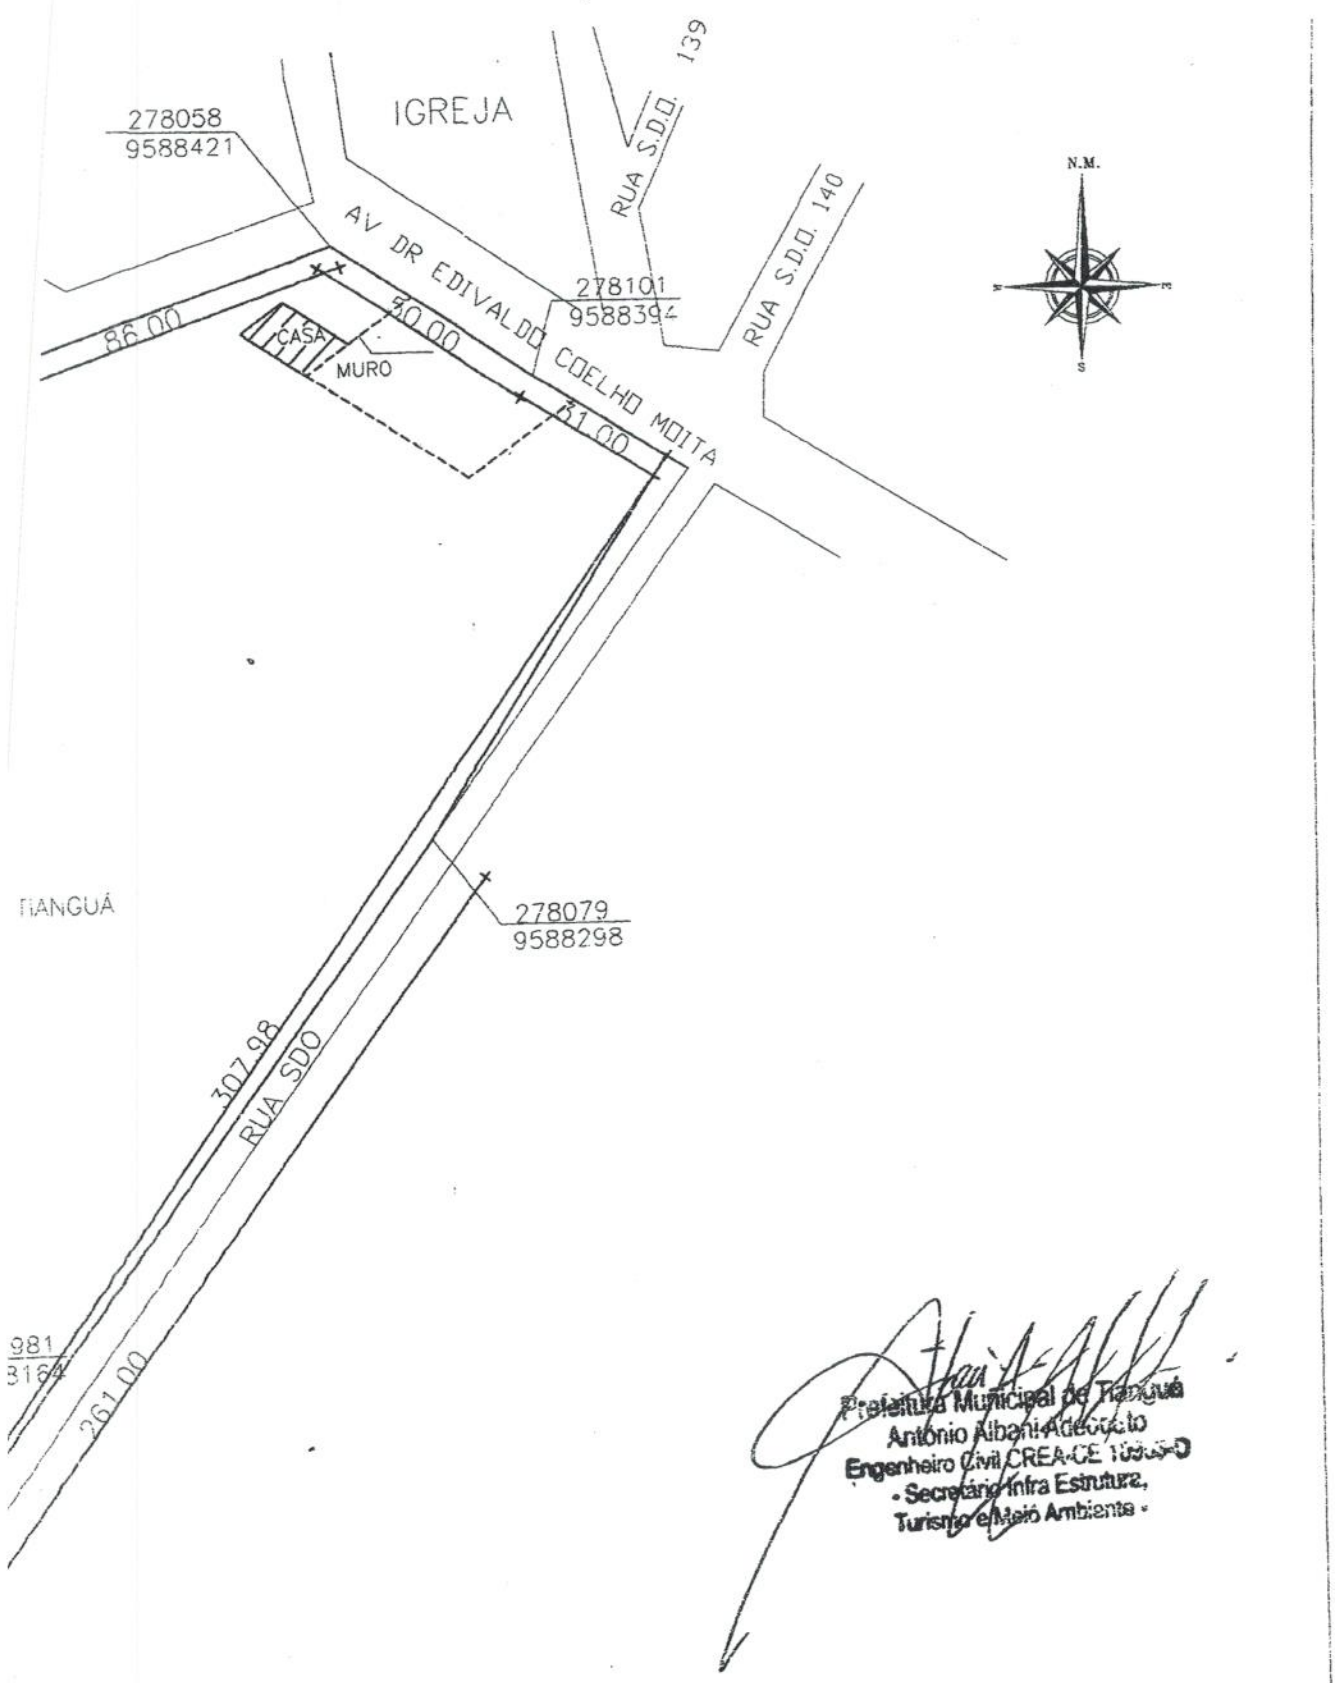 139
RUA S.D.O.
IGREJA
278058
9588421
N.M.
RUA S.D.O. 140
AV DR EDIVALDO COELHO MOITA
278101
9588394
86.00
50.00
CASA
MURO
31.00
S
278079
9588298
307.98
RUA SDO
981
8164
261.00
Prefeitura Municipal de Tianguá
Antônio Albani
Engenheiro Civil CREA-CE
- Secretário Infra Estrutura,
Turismo e Meio Ambiente -